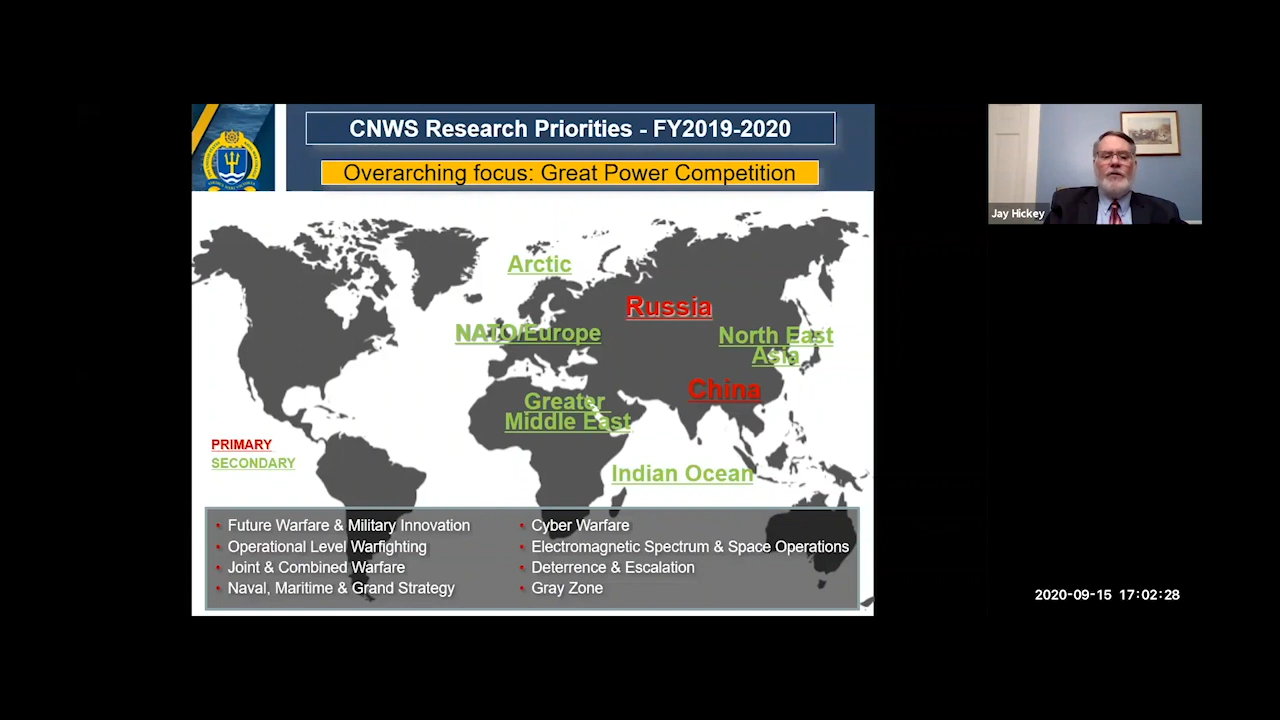 CNWS Research Priorities - FY2019-2020
Overarching focus: Great Power Competition
Arctic
Russia
NATO/Europe
North East
Asia
China
Greater
Middle East
Indian Ocean
PRIMARY
SECONDARY
• Future Warfare & Military Innovation
• Operational Level Warfighting
• Joint & Combined Warfare
• Naval, Maritime & Grand Strategy
• Cyber Warfare
• Electromagnetic Spectrum & Space Operations
• Deterrence & Escalation
• Gray Zone
Jay Hickey
2020-09-15 17:02:28